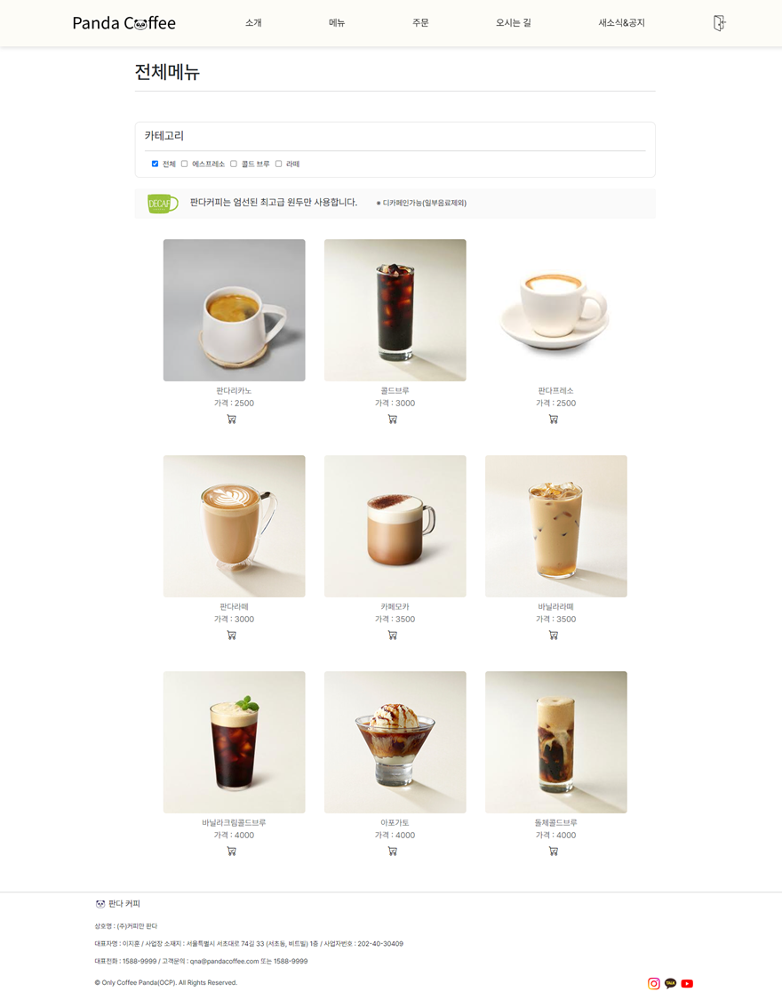 Panda Coffee
소개 메뉴 주문 오시는 길 새소식&공지
전체메뉴
카테고리
전체 에스프레소 콜드 브루 라떼
DECAF 판다커피는 엄선된 최고급 원두만 사용합니다. ※ 디카페인가능(일부음료제외)
판다리카노 콜드브루 판다프레소
가격 : 2500 가격 : 3000 가격 : 2500
판다라떼 카페모카 바닐라라떼
가격 : 3000 가격 : 3500 가격 : 3500
바닐라크림콜드브루 아포가토 돌체콜드브루
가격 : 4000 가격 : 4000 가격 : 4000
판다 커피
상호명 : (주)커피만 판다
대표자명 : 이지훈 / 사업장 소재지 : 서울특별시 서초대로 74길 33 (서초동, 비트빌) 1층 / 사업자번호 : 202-40-30409
대표전화 : 1588-9999 / 고객문의 : qna@pandacoffee.com 또는 1588-9999
© Only Coffee Panda(OCP). All Rights Reserved.
TALK